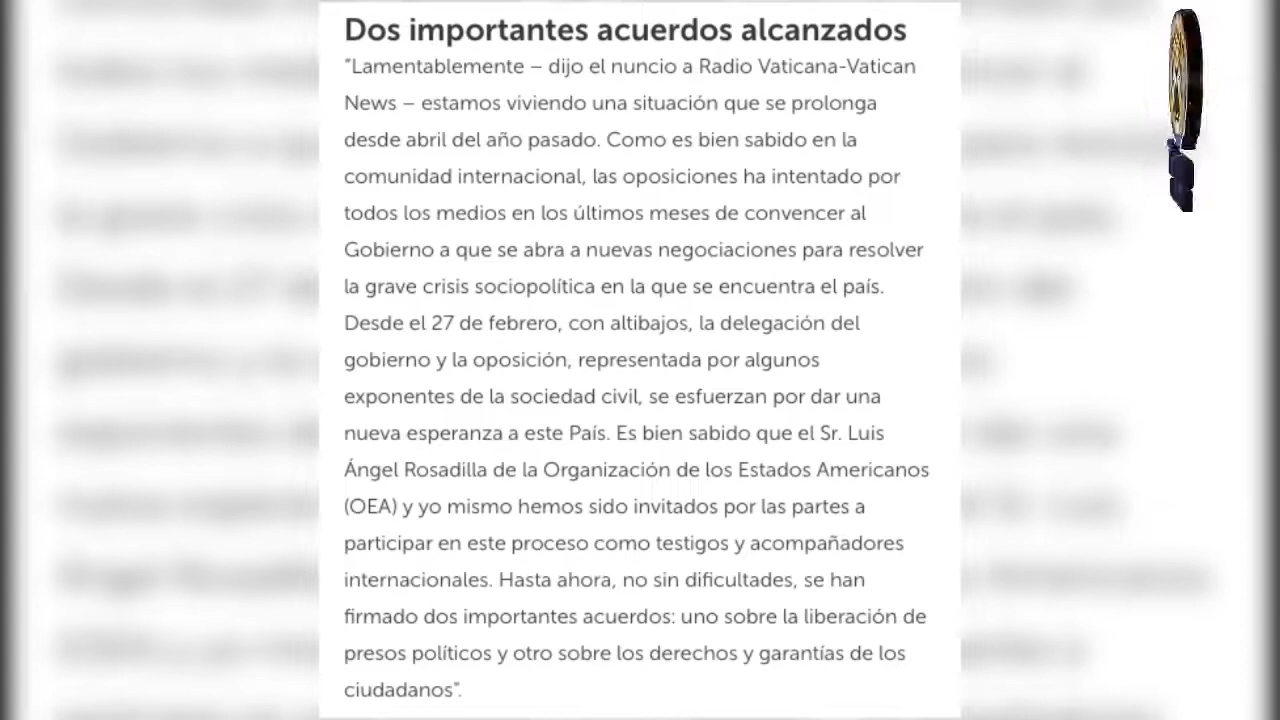 Dos importantes acuerdos alcanzados
“Lamentablemente – dijo el nuncio a Radio Vaticana-Vatican
News – estamos viviendo una situación que se prolonga
desde abril del año pasado. Como es bien sabido en la
comunidad internacional, las oposiciones ha intentado por
todos los medios en los últimos meses de convencer al
Gobierno a que se abra a nuevas negociaciones para resolver
la grave crisis sociopolítica en la que se encuentra el país.
Desde el 27 de febrero, con altibajos, la delegación del
gobierno y la oposición, representada por algunos
exponentes de la sociedad civil, se esfuerzan por dar una
nueva esperanza a este País. Es bien sabido que el Sr. Luis
Ángel Rosadilla de la Organización de los Estados Americanos
(OEA) y yo mismo hemos sido invitados por las partes a
participar en este proceso como testigos y acompañadores
internacionales. Hasta ahora, no sin dificultades, se han
firmado dos importantes acuerdos: uno sobre la liberación de
presos políticos y otro sobre los derechos y garantías de los
ciudadanos”.